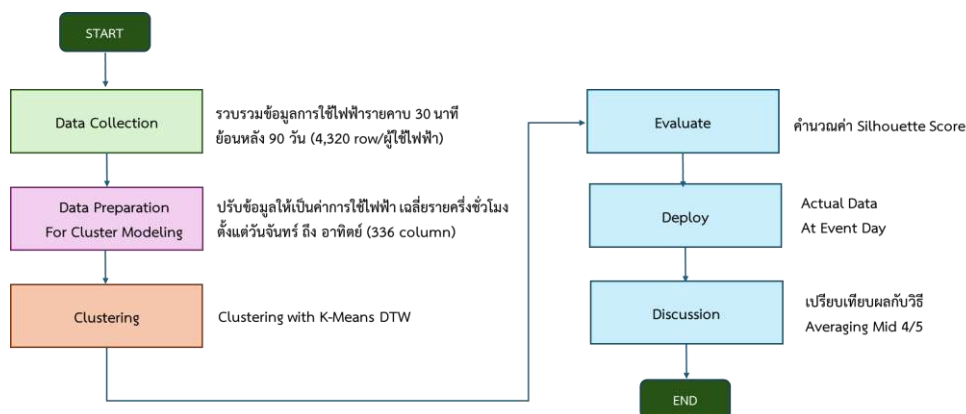 START
Data Collection
รวบรวมข้อมูลการใช้ไฟฟ้ารายคาบ 30 นาที
ย้อนหลัง 90 วัน (4,320 row/ผู้ใช้ไฟฟ้า)
Data Preparation
For Cluster Modeling
ปรับข้อมูลให้เป็นค่าการใช้ไฟฟ้า เฉลี่ยรายครึ่งชั่วโมง
ตั้งแต่วันจันทร์ ถึง อาทิตย์ (336 column)
Clustering
Clustering with K-Means DTW
Evaluate
คำนวณค่า Silhouette Score
Deploy
Actual Data
At Event Day
Discussion
เปรียบเทียบผลกับวิธี
Averaging Mid 4/5
END